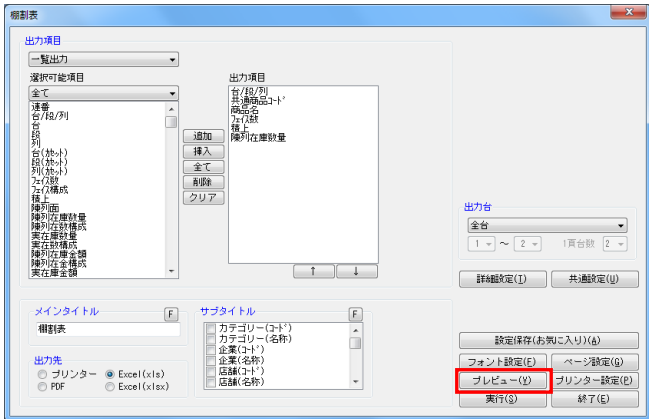 棚割表
出力項目
一覧出力
選択可能項目
全て
連番
台/段/列
台
段
列
台(ｶｾｯﾄ)
段(ｶｾｯﾄ)
列(ｶｾｯﾄ)
ﾌｪｲｽ数
ﾌｪｲｽ構成
積上
陳列面
陳列在庫数量
陳列在数構成
実在庫数量
実在数構成
陳列在庫金額
陳列在金構成
実在庫金額
追加
挿入
全て
削除
クリア
出力項目
台/段/列
共通商品ｺｰﾄﾞ
商品名
ﾌｪｲｽ数
積上
陳列在庫数量
↑ ↓
出力台
全台
1 ～ 2 1頁台数 2
詳細設定(I) 共通設定(U)
メインタイトル F
棚割表
出力先
プリンター Excel(xls)
PDF Excel(xlsx)
サブタイトル F
カテゴリー(ｺｰﾄﾞ)
カテゴリー(名称)
企業(ｺｰﾄﾞ)
企業(名称)
店舗(ｺｰﾄﾞ)
店舗(名称)
設定保存(お気に入り)(A)
フォント設定(F) ページ設定(G)
プレビュー(V) プリンター設定(P)
実行(S) 終了(E)